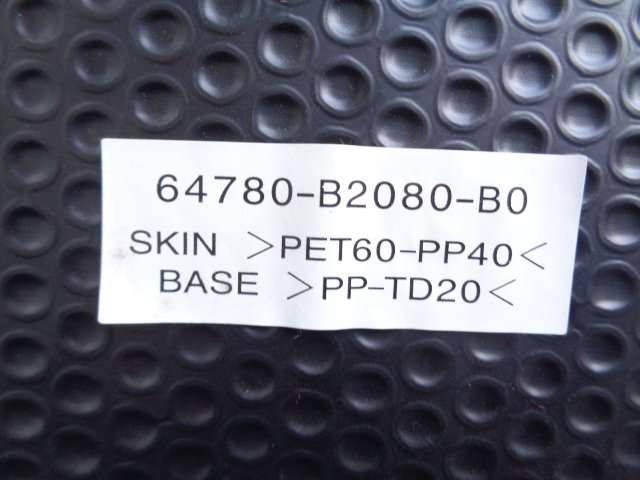 64780-B2080-B0
SKIN >PET60-PP40<
BASE >PP-TD20<